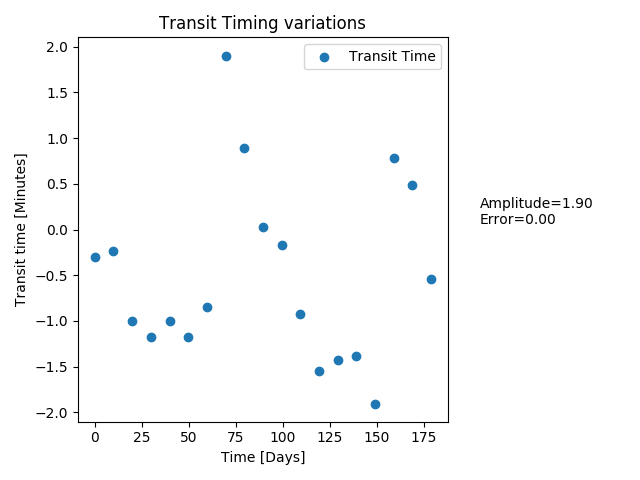 Transit Timing variations
Transit Time
2.0
1.5
1.0
0.5
0.0
−0.5
−1.0
−1.5
−2.0
Transit time [Minutes]
Amplitude=1.90
Error=0.00
0 25 50 75 100 125 150 175
Time [Days]